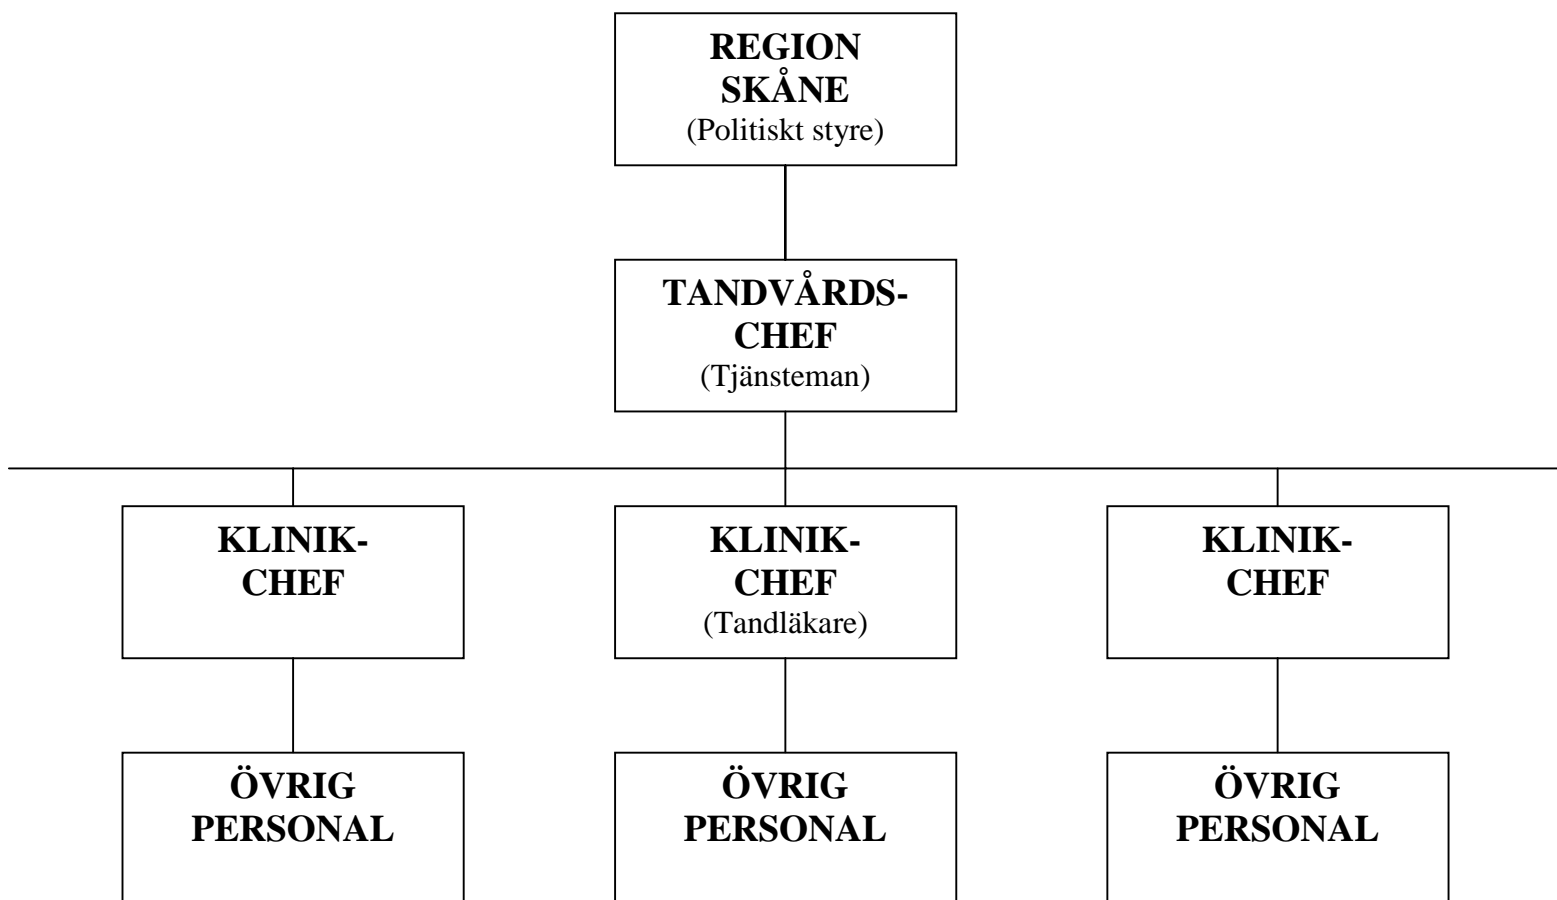 REGION
SKÅNE
(Politiskt styre)
TANDVÅRDS-
CHEF
(Tjänsteman)
KLINIK-
CHEF
KLINIK-
CHEF
(Tandläkare)
KLINIK-
CHEF
ÖVRIG
PERSONAL
ÖVRIG
PERSONAL
ÖVRIG
PERSONAL